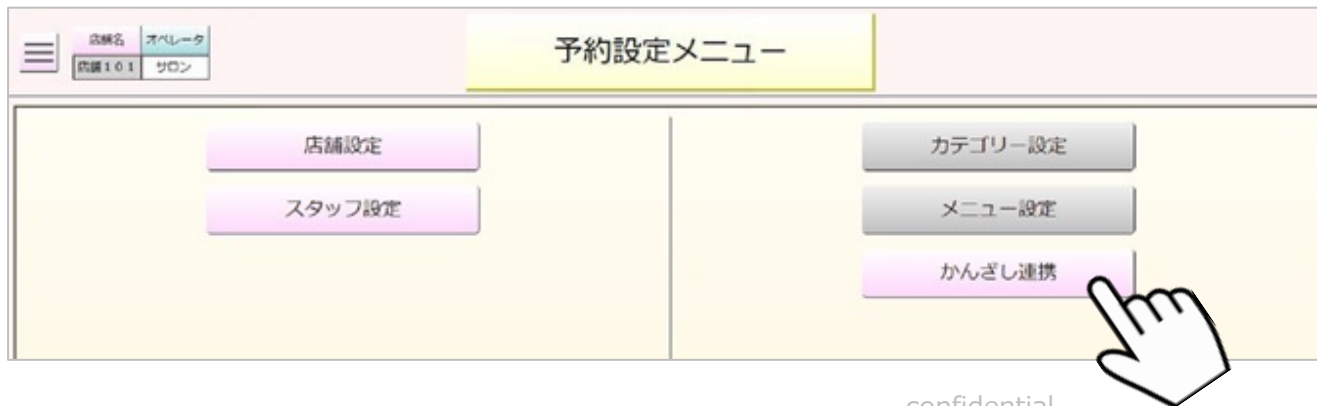 店舗名 オペレータ
店舗101 サロン
予約設定メニュー
店舗設定
スタッフ設定
カテゴリー設定
メニュー設定
かんざし連携
confidential